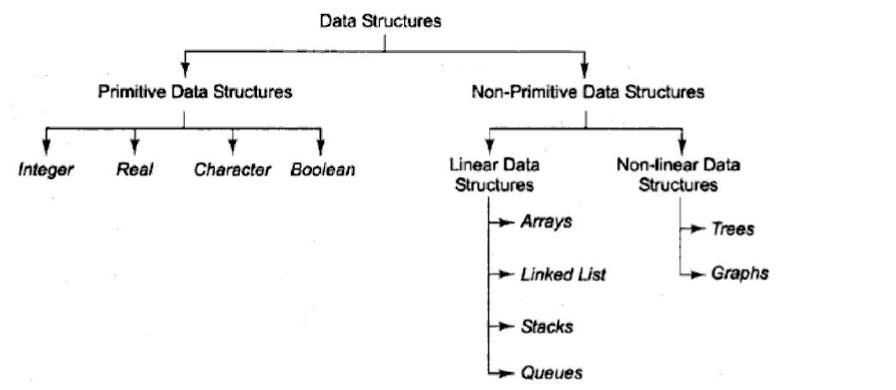 Data Structures
Primitive Data Structures
Non-Primitive Data Structures
Integer
Real
Character
Boolean
Linear Data
Structures
Non-linear Data
Structures
Arrays
Linked List
Stacks
Queues
Trees
Graphs